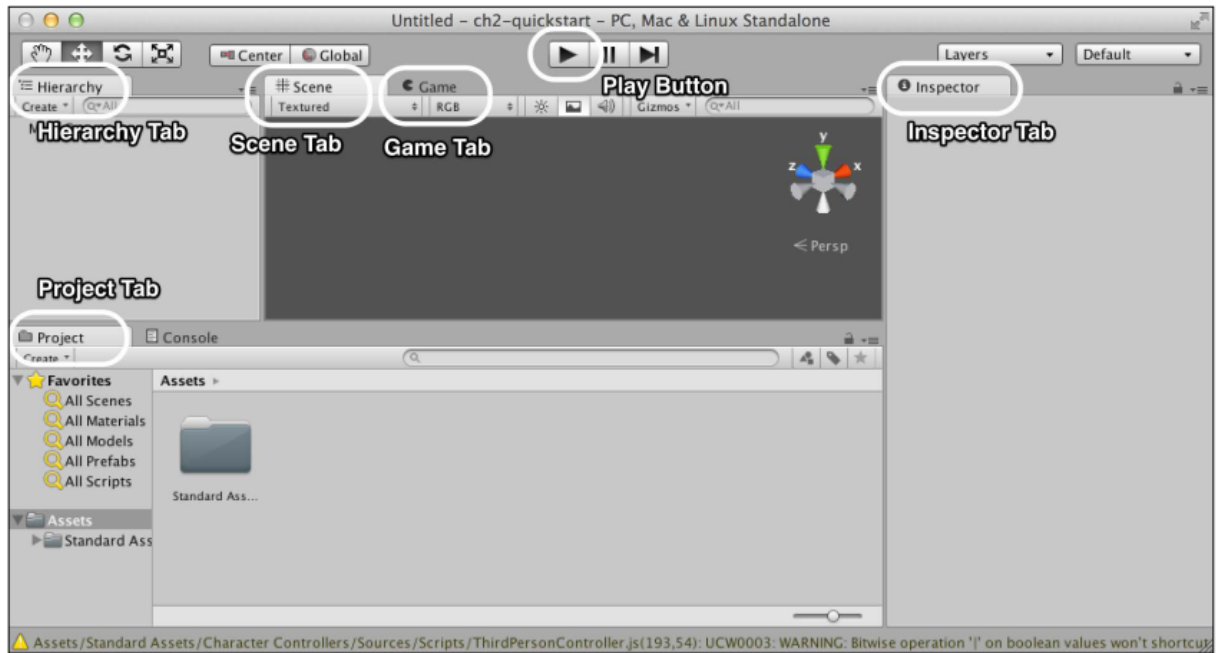 Untitled – ch2-quickstart – PC, Mac & Linux Standalone
Center Global Layers Default
Hierarchy
Scene
Game
Play Button
Inspector
Create All
Textured
RGB
Gizmos All
Hierarchy Tab
Scene Tab
Game Tab
Inspector Tab
y
z x
Persp
Project Tab
Project Console
Create
Favorites
Assets
All Scenes
All Materials
All Models
All Prefabs
All Scripts
Standard Ass...
Assets
Standard Ass
Assets/Standard Assets/Character Controllers/Sources/Scripts/ThirdPersonController.js(193,54): UCW0003: WARNING: Bitwise operation '|' on boolean values won't shortcut